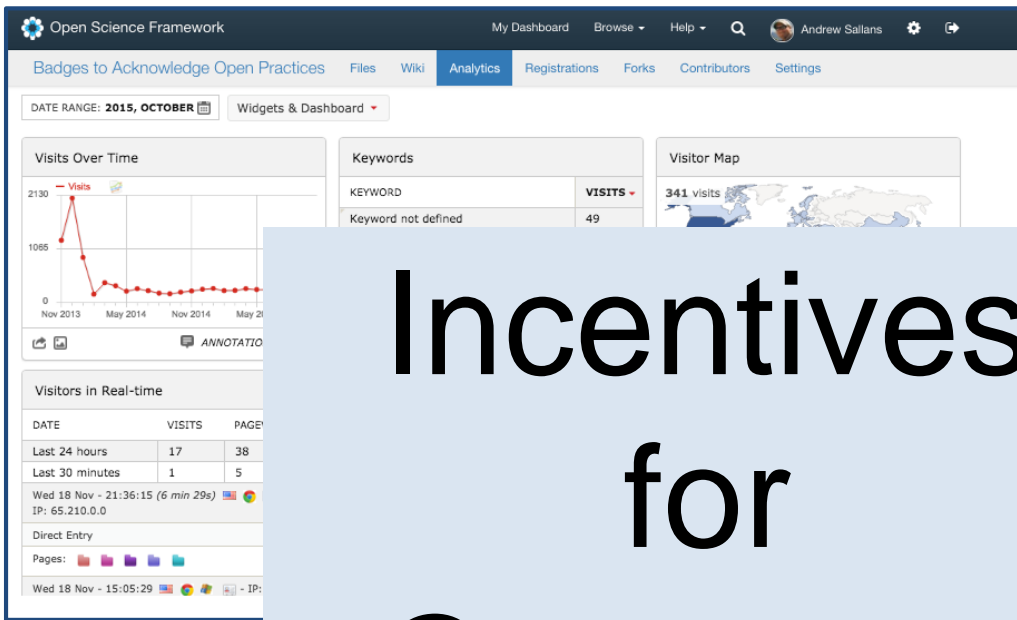 Open Science Framework My Dashboard Browse Help Andrew Sallans
Badges to Acknowledge Open Practices Files Wiki Analytics Registrations Forks Contributors Settings
DATE RANGE: 2015, OCTOBER Widgets & Dashboard
Visits Over Time
Visits
2130
1065
0
Nov 2013 May 2014 Nov 2014 May
Keywords
KEYWORD VISITS
Keyword not defined 49
Visitor Map
341 visits
Visitors in Real-time
DATE VISITS
Last 24 hours 17 38
Last 30 minutes 1 5
Wed 18 Nov - 21:36:15 (6 min 29s)
IP: 65.210.0.0
Direct Entry
Pages:
Wed 18 Nov - 15:05:29 - IP:
Incentives
for